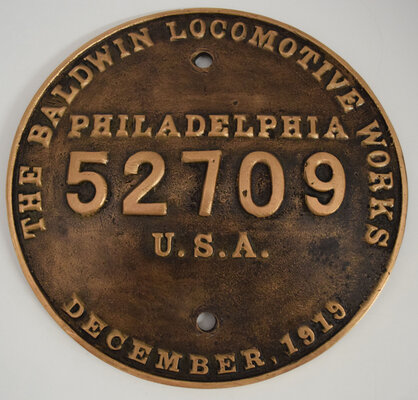 THE BALDWIN LOCOMOTIVE WORKS
PHILADELPHIA
52709
U.S.A.
DECEMBER, 1919